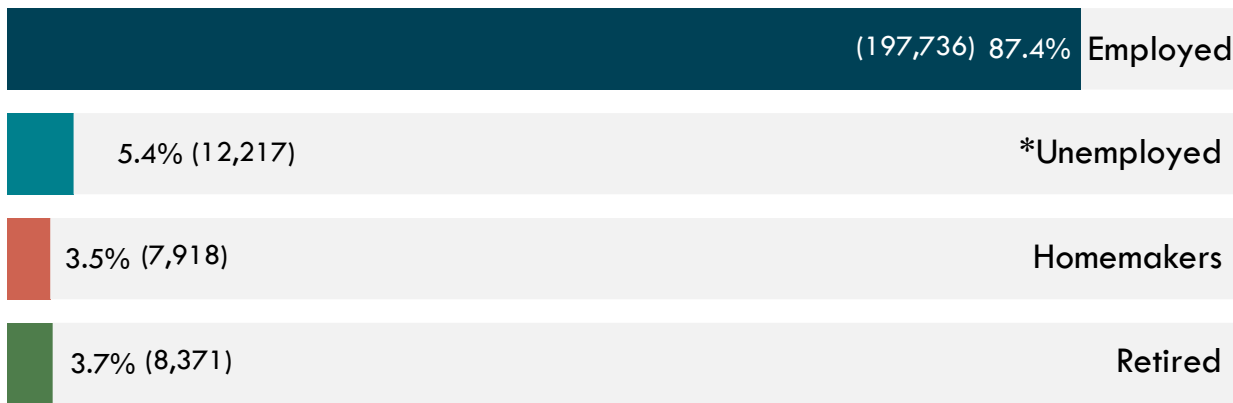 (197,736) 87.4% Employed
5.4% (12,217) *Unemployed
3.5% (7,918) Homemakers
3.7% (8,371) Retired